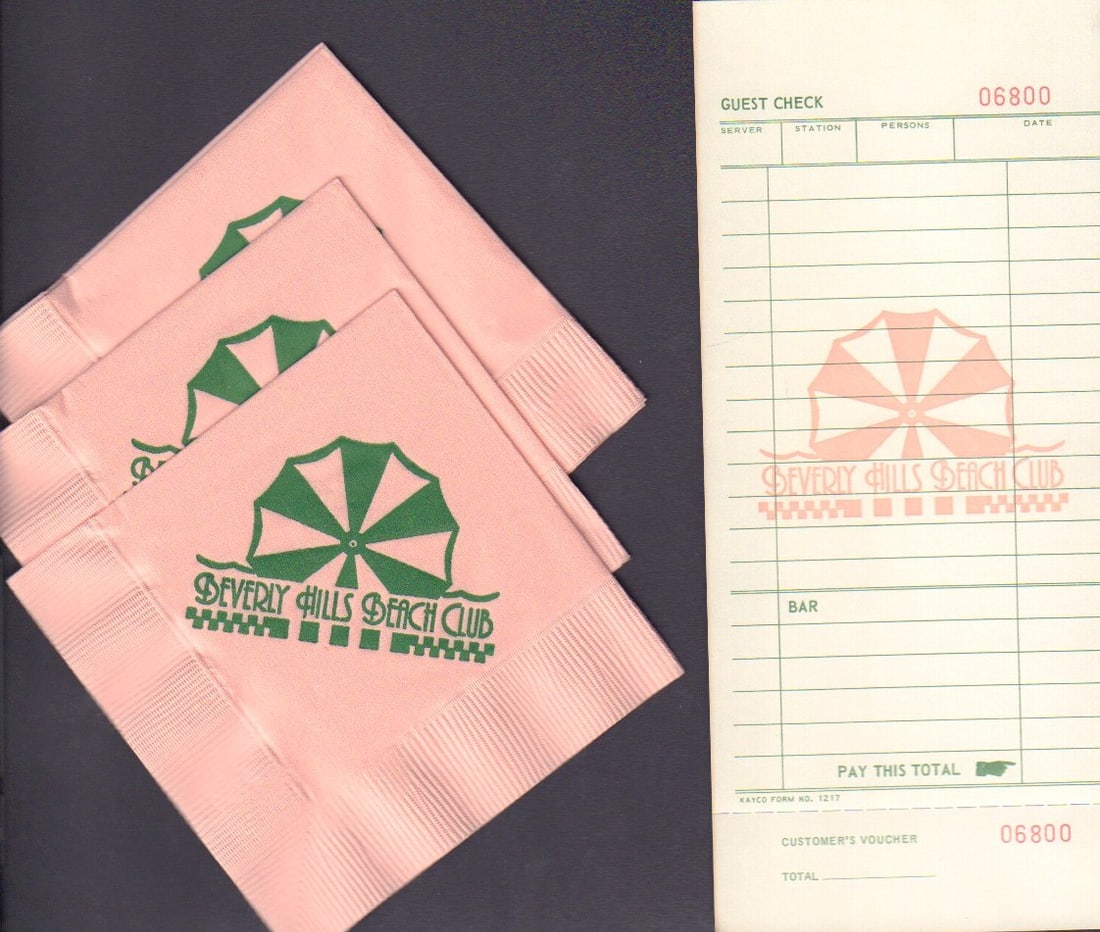 B
BEVERLY HILLS BEACH CLUB
GUEST CHECK 06800
SERVER STATION PERSONS DATE
BEVERLY HILLS BEACH CLUB
BAR
PAY THIS TOTAL
KAYCO FORM NO. 1217
CUSTOMER'S VOUCHER 06800
TOTAL